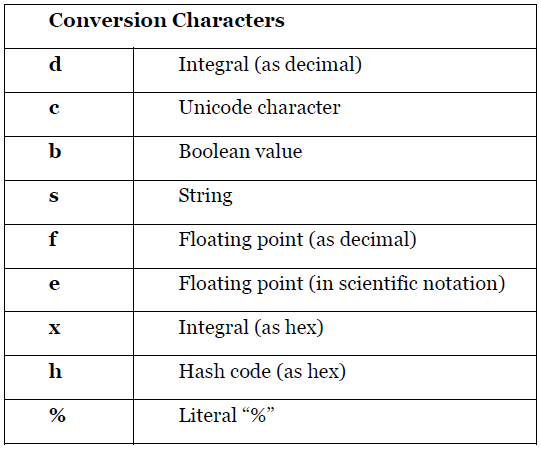 Conversion Characters
d Integral (as decimal)
c Unicode character
b Boolean value
s String
f Floating point (as decimal)
e Floating point (in scientific notation)
x Integral (as hex)
h Hash code (as hex)
% Literal “%”